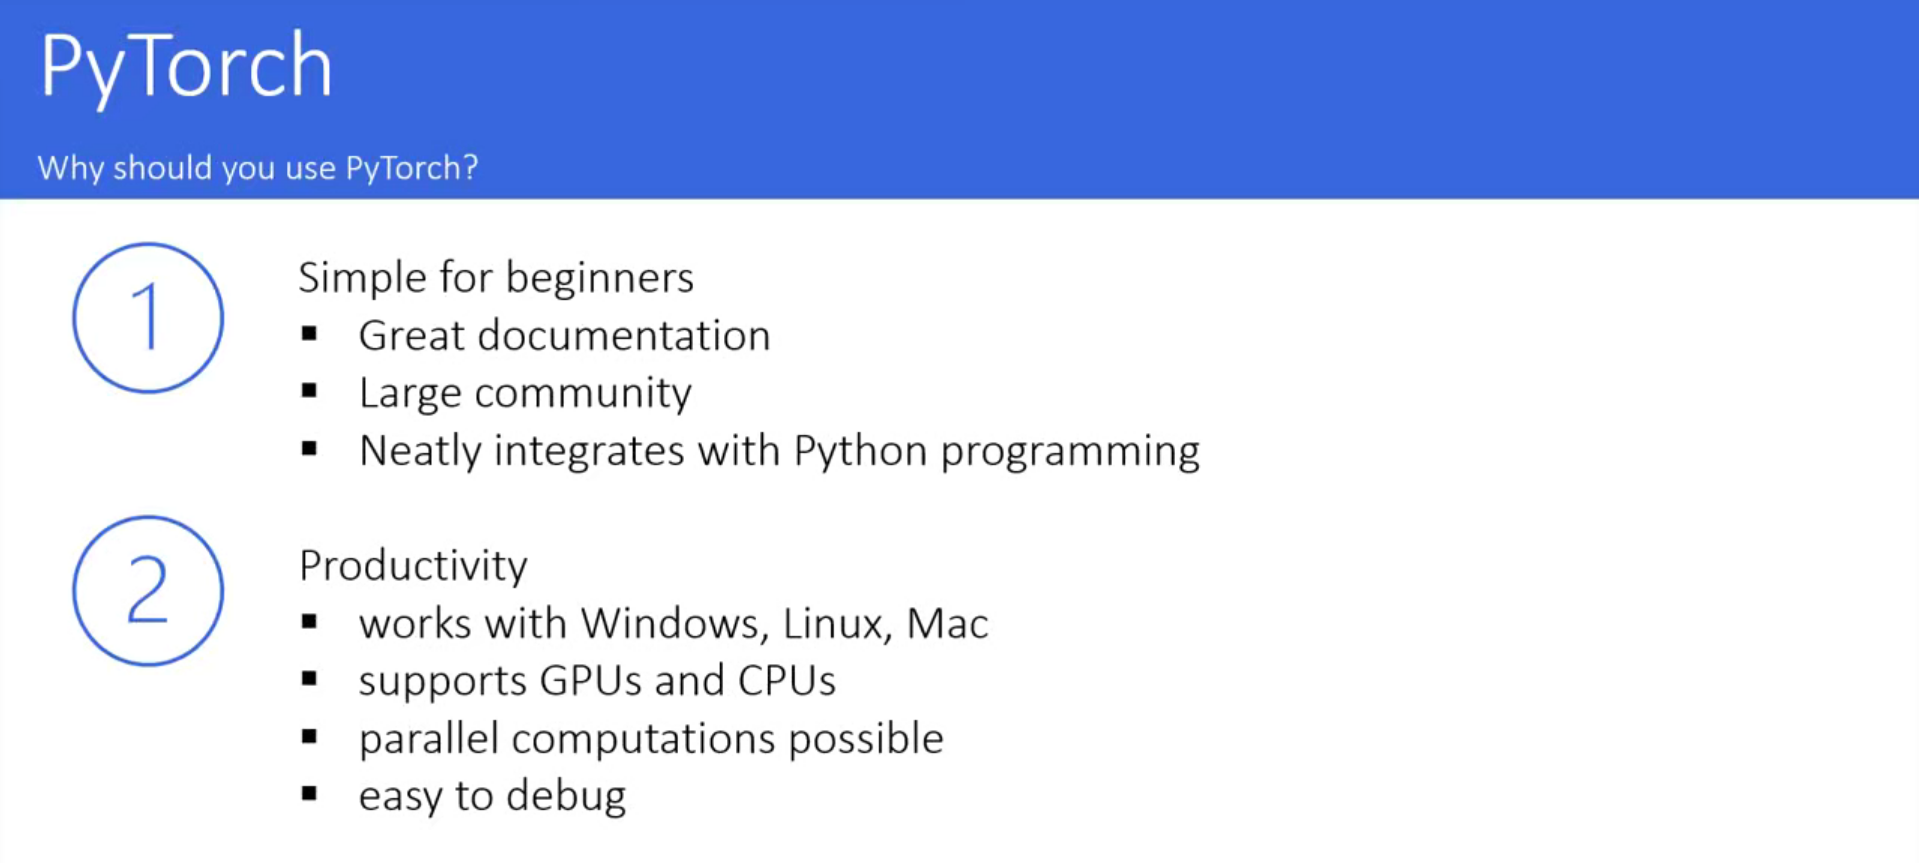 PyTorch
Why should you use PyTorch?
1
Simple for beginners
▪ Great documentation
▪ Large community
▪ Neatly integrates with Python programming
2
Productivity
▪ works with Windows, Linux, Mac
▪ supports GPUs and CPUs
▪ parallel computations possible
▪ easy to debug